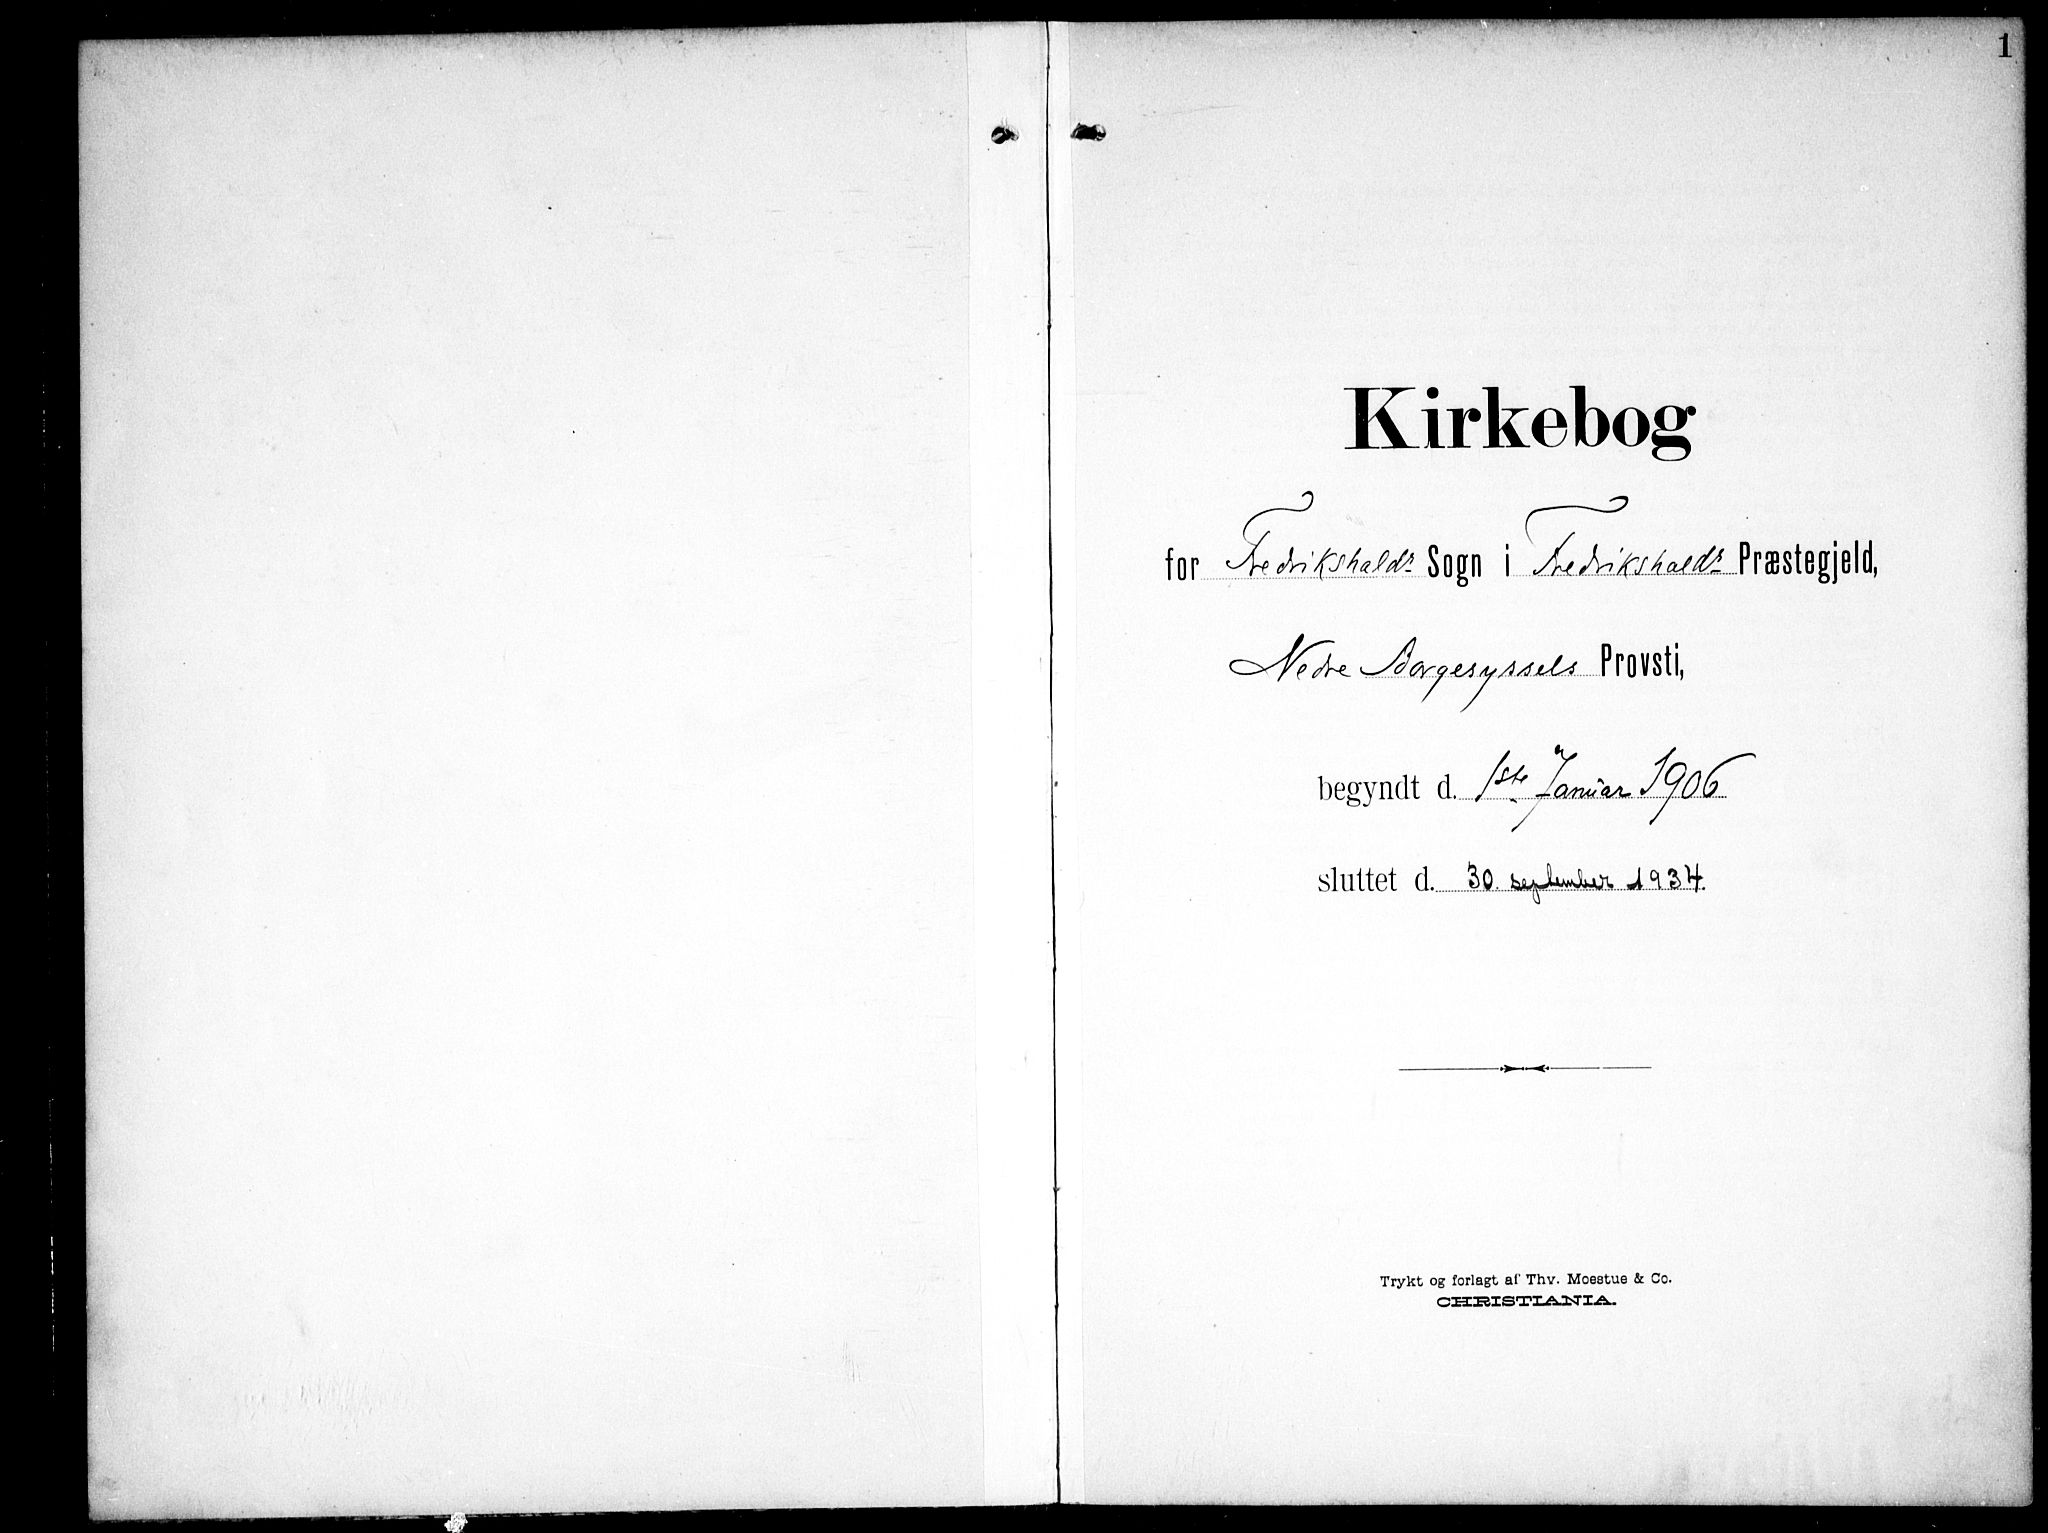 1
Kirkebog
for Fredrikshalds Sogn i Fredrikshalds Præstegjeld,
Nedre Borgesyssels Provsti,
begyndt d. 1ste Januar 1906
sluttet d. 30 september 1934.
Trykt og forlagt af Thv. Moestue & Co.
CHRISTIANIA.